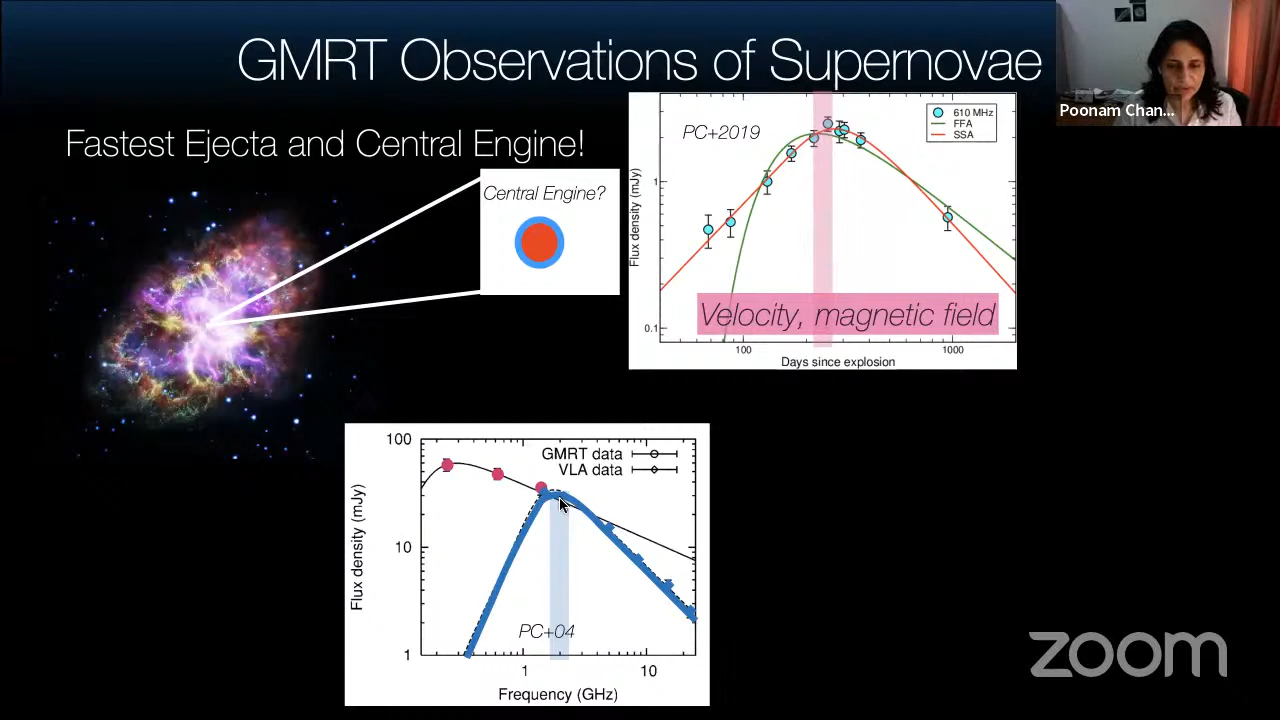 GMRT Observations of Supernovae
Poonam Chan...
Fastest Ejecta and Central Engine!
Central Engine?
PC+2019
610 MHz
FFA
SSA
Flux density (mJy)
1
0.1
Velocity, magnetic field
100
1000
Days since explosion
100
GMRT data
VLA data
Flux density (mJy)
10
PC+04
1
1
10
Frequency (GHz)
zoom